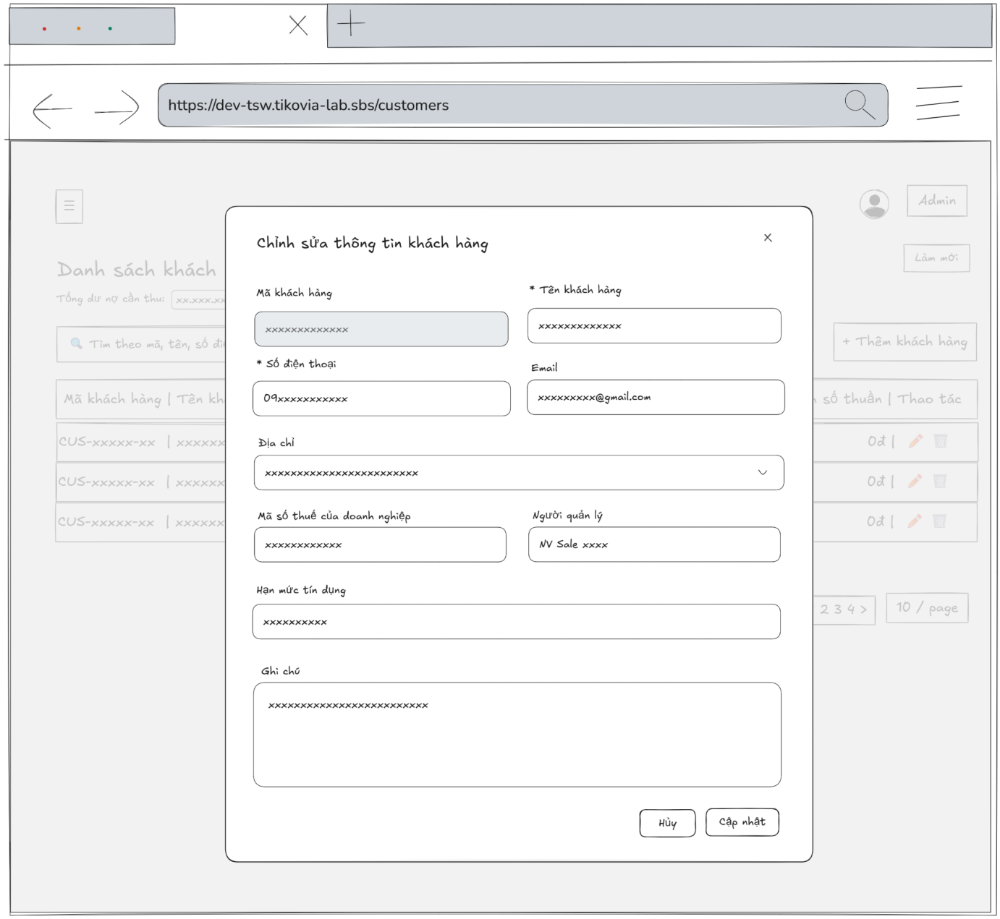 https://dev-tsw.tikovia-lab.sbs/customers
Admin
Làm mới
Danh sách khách
Tổng dư nợ cần thu: xx.xxx.xx
Tìm theo mã, tên, số đi
+ Thêm khách hàng
Mã khách hàng | Tên kh
số thuần | Thao tác
CUS-xxxxx-xx | xxxxxx
0đ |
CUS-xxxxx-xx | xxxxxx
0đ |
CUS-xxxxx-xx | xxxxxx
0đ |
2 3 4 >
10 / page
Chỉnh sửa thông tin khách hàng
Mã khách hàng
xxxxxxxxxxxxx
* Tên khách hàng
xxxxxxxxxxxxx
* Số điện thoại
09xxxxxxxxxxx
Email
xxxxxxxxx@gmail.com
Địa chỉ
xxxxxxxxxxxxxxxxxxxxxxxx
Mã số thuế của doanh nghiệp
xxxxxxxxxxxx
Người quản lý
NV Sale xxxx
Hạn mức tín dụng
xxxxxxxxxx
Ghi chú
xxxxxxxxxxxxxxxxxxxxxxxxx
Hủy
Cập nhật